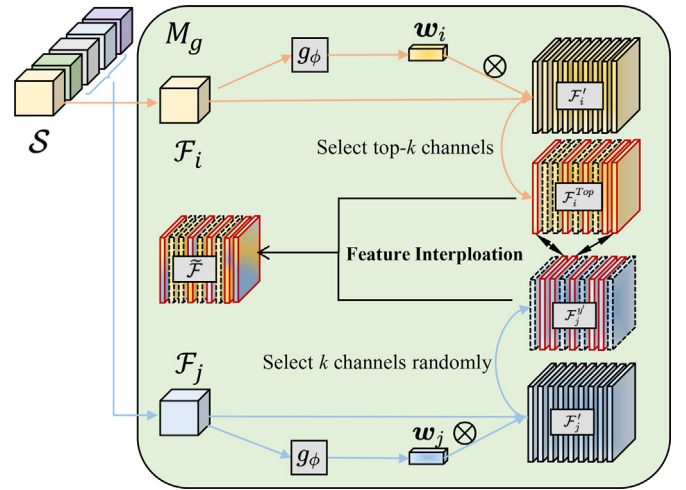 M_g
g_ϕ
w_i
⊗
S
F_i
F'_i
Select top-k channels
F_i^{Top}
Feature Interploation
F̃
F_j^{y'}
Select k channels randomly
F_j
F'_j
w_j
⊗
g_ϕ